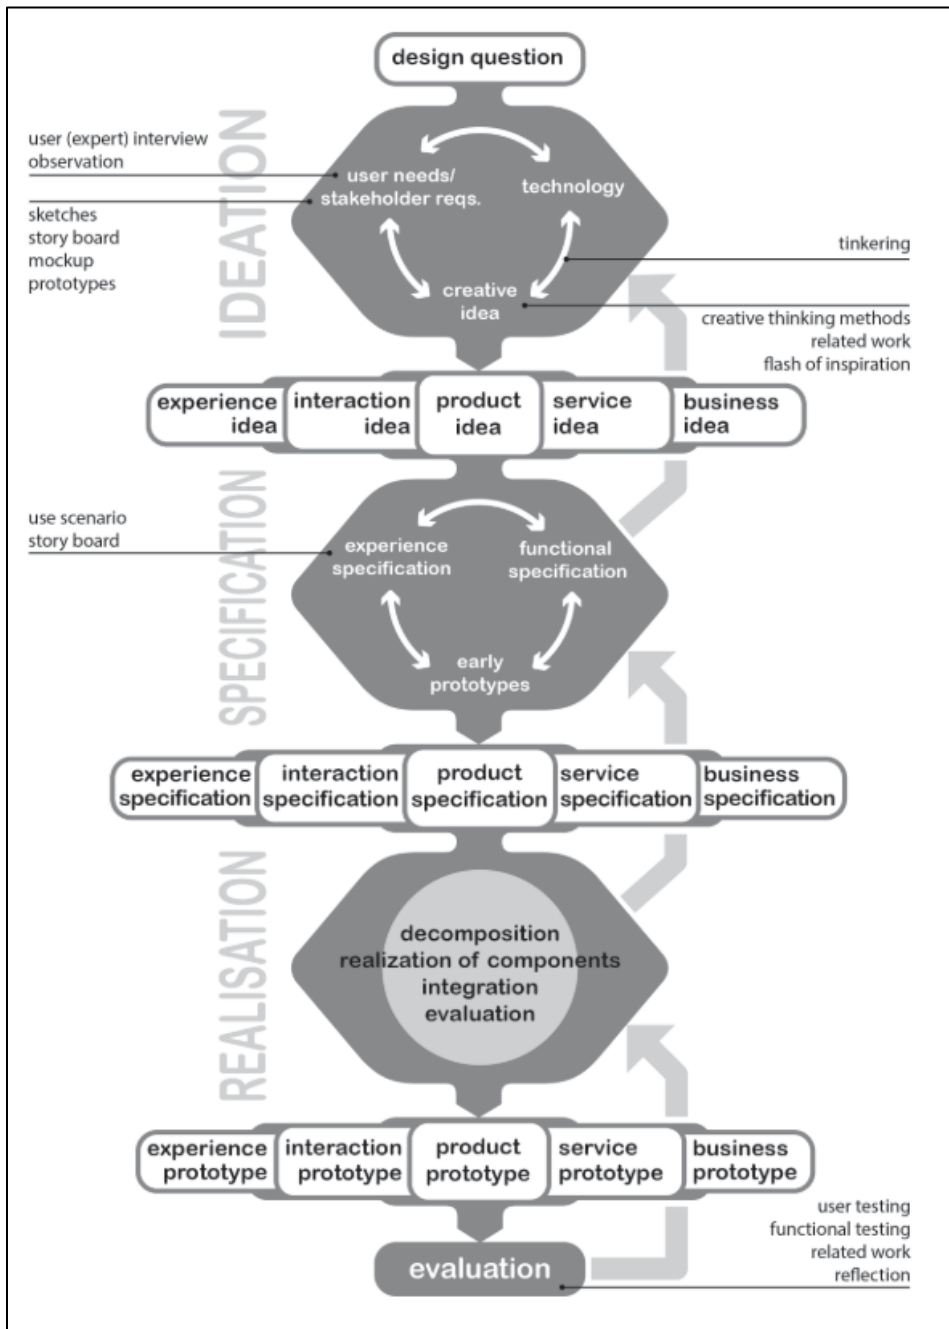 design question
IDEATION
user (expert) interview
observation
sketches
story board
mockup
prototypes
user needs/
stakeholder reqs.
technology
creative
idea
tinkering
creative thinking methods
related work
flash of inspiration
experience
idea
interaction
idea
product
idea
service
idea
business
idea
SPECIFICATION
use scenario
story board
experience
specification
functional
specification
early
prototypes
experience
specification
interaction
specification
product
specification
service
specification
business
specification
REALISATION
decomposition
realization of components
integration
evaluation
experience
prototype
interaction
prototype
product
prototype
service
prototype
business
prototype
evaluation
user testing
functional testing
related work
reflection